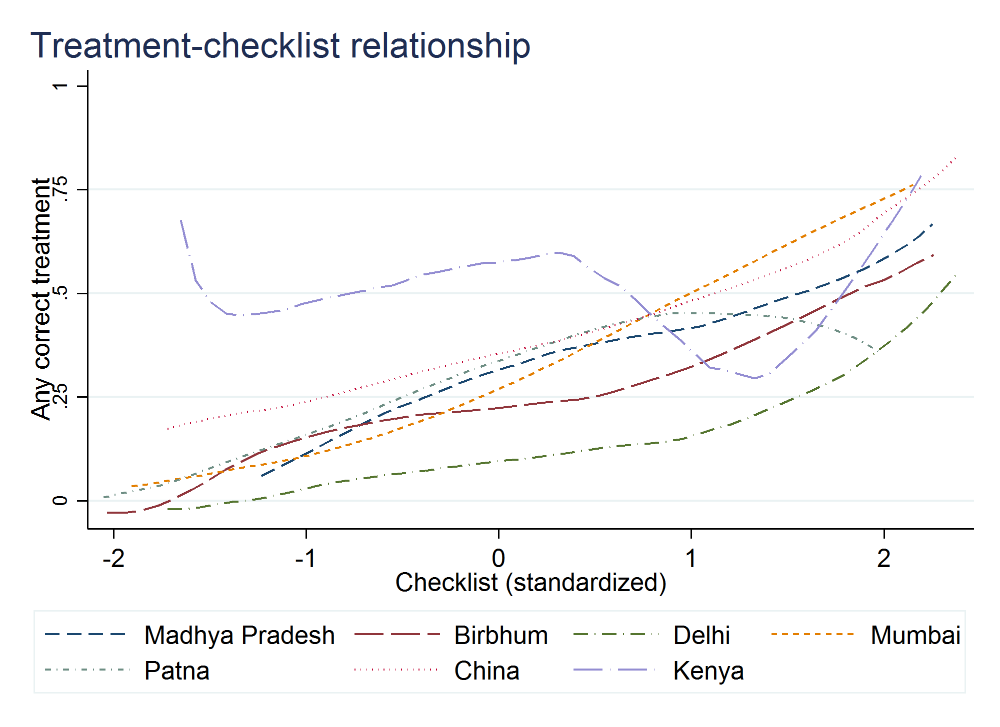 Treatment-checklist relationship
Any correct treatment
1
.75
.5
.25
0
-2 -1 0 1 2
Checklist (standardized)
Madhya Pradesh Birbhum Delhi Mumbai
Patna China Kenya